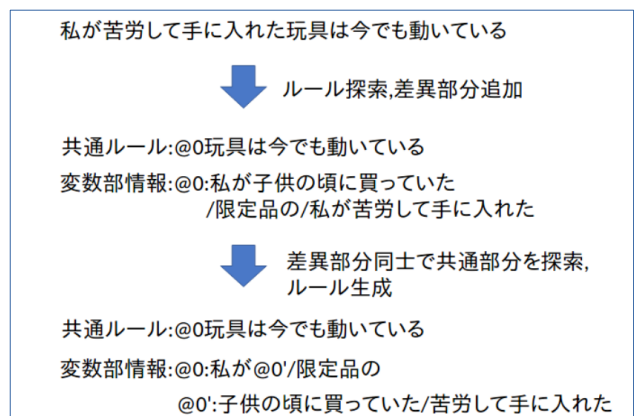 私が苦労して手に入れた玩具は今でも動いている
ルール探索,差異部分追加
共通ルール:@0玩具は今でも動いている
変数部情報:@0:私が子供の頃に買っていた
/限定品の/私が苦労して手に入れた
差異部分同士で共通部分を探索,
ルール生成
共通ルール:@0玩具は今でも動いている
変数部情報:@0:私が@0'/限定品の
@0':子供の頃に買っていた/苦労して手に入れた